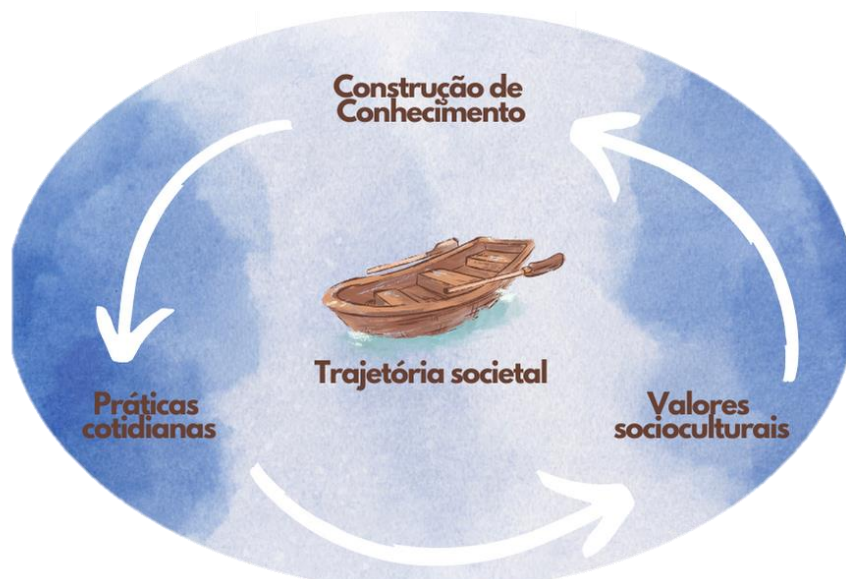 Construção de
Conhecimento
Trajetória societal
Práticas
cotidianas
Valores
socioculturais